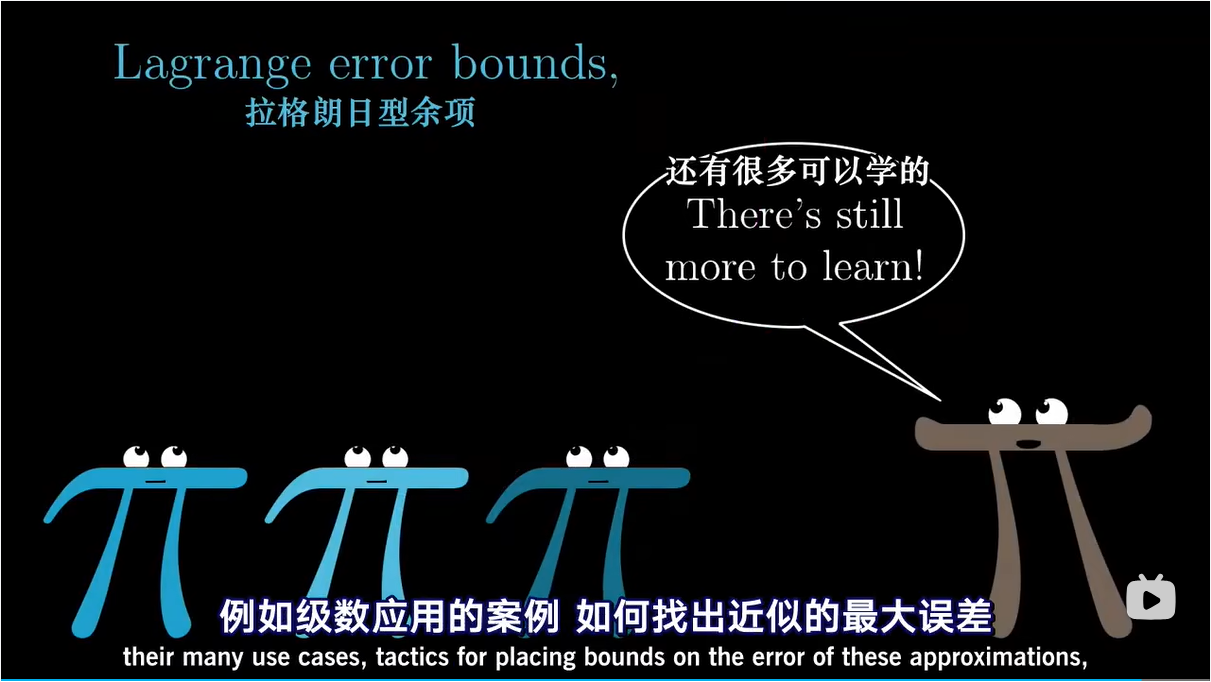 Lagrange error bounds,
拉格朗日型余项
还有很多可以学的
There's still
more to learn!
例如级数应用的案例 如何找出近似的最大误差
their many use cases, tactics for placing bounds on the error of these approximations,